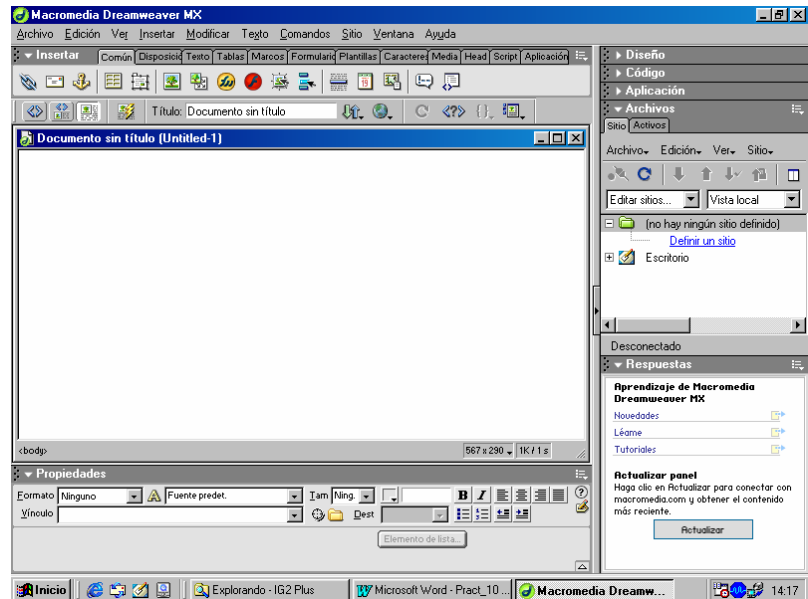 Macromedia Dreamweaver MX
Archivo Edición Ver Insertar Modificar Texto Comandos Sitio Ventana Ayuda
Insertar Común Disposició Texto Tablas Marcos Formulario Plantillas Caracteres Media Head Script Aplicación
Título: Documento sin título
Documento sin título (Untitled-1)
<body> 567 x 290 1K / 1 s
Propiedades
Formato Ninguno Fuente predet. Tam Ning. B I
Vínculo Dest
Elemento de lista...
Diseño
Código
Aplicación
Archivos
Sitio Activos
Archivo Edición Ver Sitio
Editar sitios... Vista local
(no hay ningún sitio definido)
Definir un sitio
Escritorio
Desconectado
Respuestas
Aprendizaje de Macromedia
Dreamweaver MX
Novedades
Léame
Tutoriales
Actualizar panel
Haga clic en Actualizar para conectar con
macromedia.com y obtener el contenido
más reciente.
Actualizar
Inicio Explorando - IG2 Plus Microsoft Word - Pract_10 ... Macromedia Dreamw... 14:17